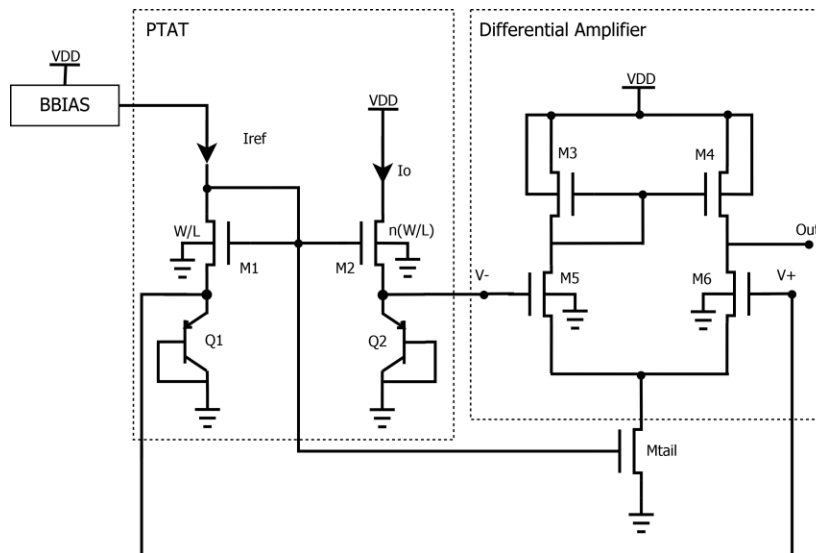 PTAT
Differential Amplifier
VDD
BBIAS
Iref
VDD
Io
VDD
M3
M4
Out
W/L
M1
n(W/L)
M2
V-
M5
M6
V+
Q1
Q2
Mtail